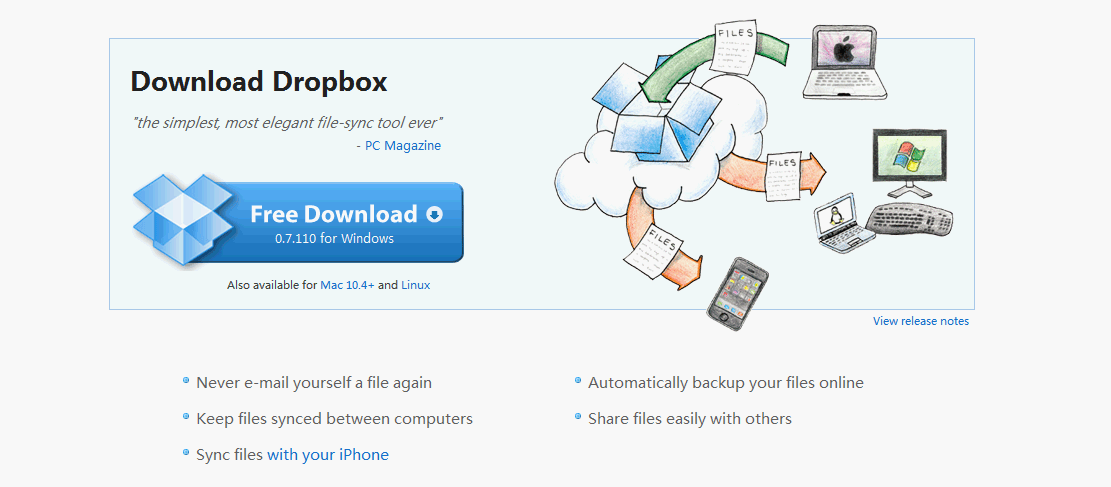 Download Dropbox
"the simplest, most elegant file-sync tool ever"
- PC Magazine
Free Download
0.7.110 for Windows
Also available for Mac 10.4+ and Linux
FILES
FILES
FILES
View release notes
Never e-mail yourself a file again
Keep files synced between computers
Sync files with your iPhone
Automatically backup your files online
Share files easily with others